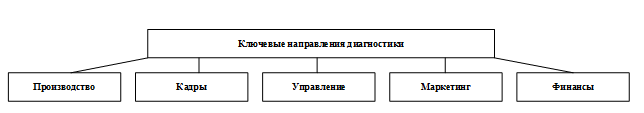 Ключевые направления диагностики
Производство
Кадры
Управление
Маркетинг
Финансы